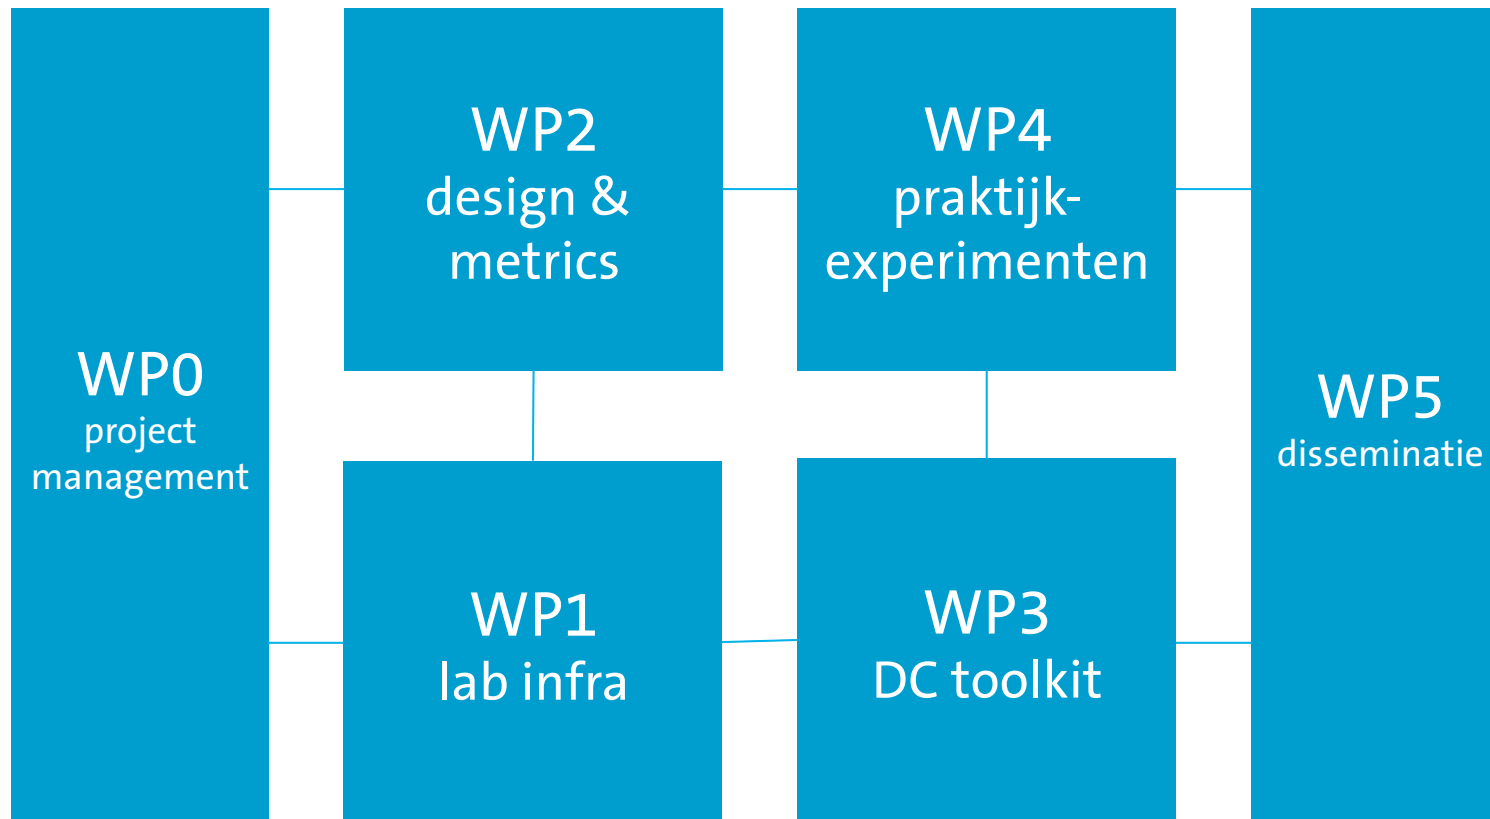 WP0
project
management
WP2
design &
metrics
WP1
lab infra
WP4
praktijk-
experimenten
WP3
DC toolkit
WP5
disseminatie